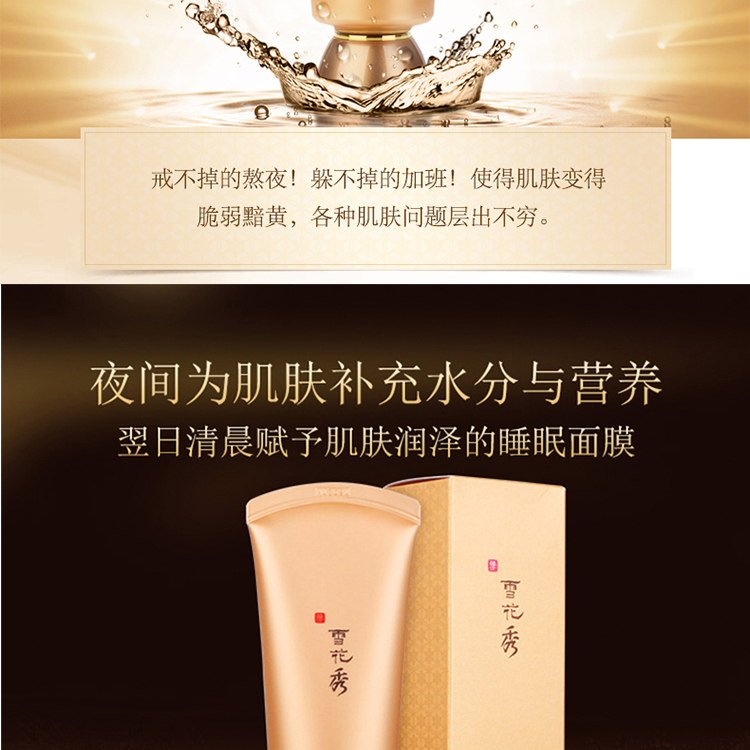 戒不掉的熬夜！躲不掉的加班！使得肌肤变得
脆弱黯黄，各种肌肤问题层出不穷。
夜间为肌肤补充水分与营养
翌日清晨赋予肌肤润泽的睡眠面膜
雪花秀
雪花秀